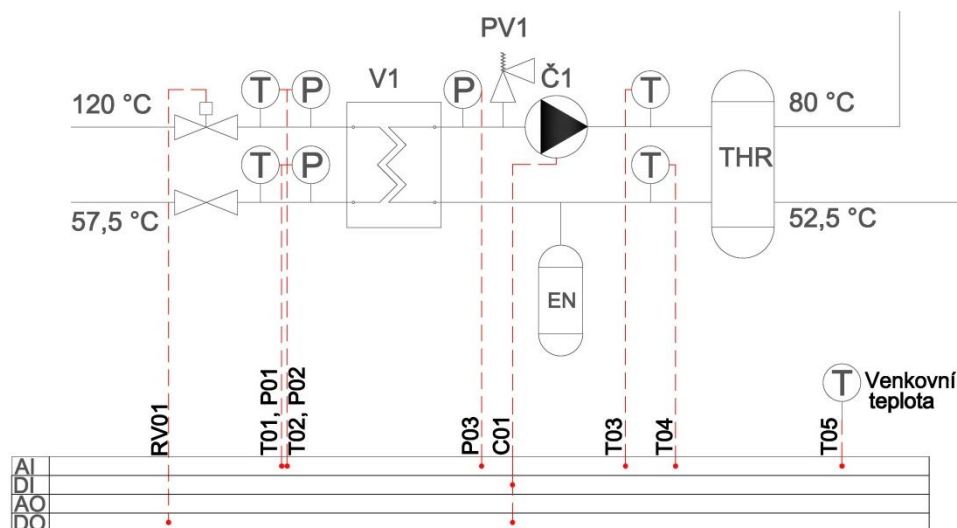 PV1
V1
Č1
T
P
P
T
120 °C
80 °C
THR
T
P
T
57,5 °C
52,5 °C
EN
T
Venkovní
teplota
RV01
T01, P01
T02, P02
P03
C01
T03
T04
T05
AI
DI
AO
DO